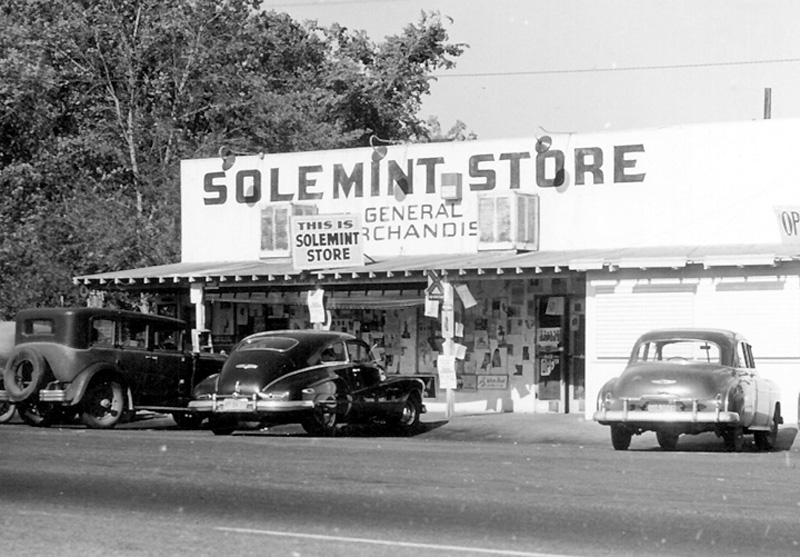 SOLEMINT STORE
GENERAL
RCHANDIS
THIS IS
SOLEMINT
STORE
OP